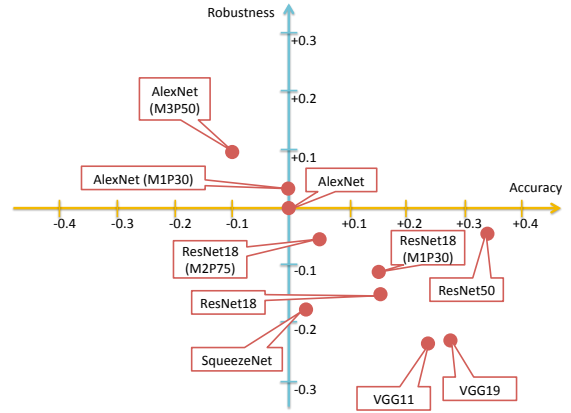 Robustness
+0.3
AlexNet
(M3P50)
+0.2
+0.1
AlexNet (M1P30)
AlexNet
Accuracy
-0.4
-0.3
-0.2
-0.1
+0.1
+0.2
+0.3
+0.4
ResNet18
(M2P75)
ResNet18
(M1P30)
-0.1
ResNet50
ResNet18
-0.2
SqueezeNet
-0.3
VGG11
VGG19